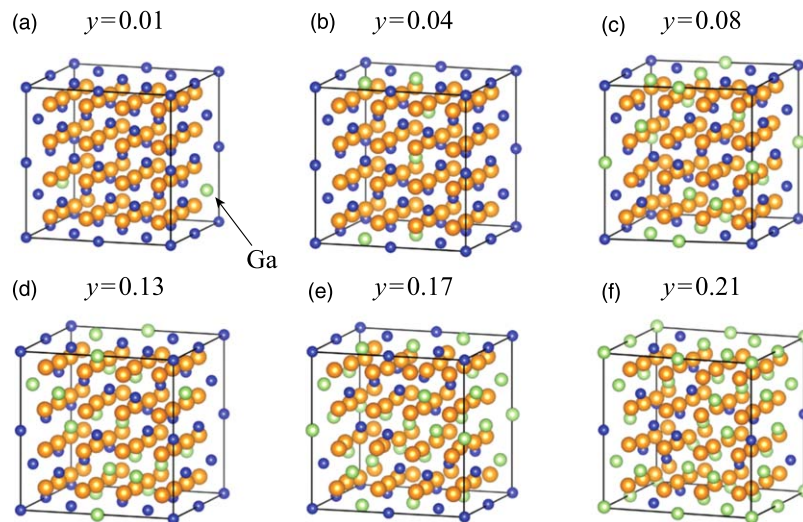 (a) y=0.01
(b) y=0.04
(c) y=0.08
Ga
(d) y=0.13
(e) y=0.17
(f) y=0.21